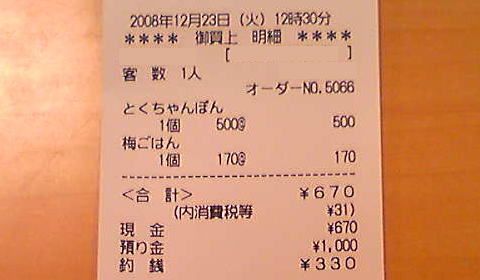 2008年12月23日（火）12時30分
**** 御買上 明細 ****
[ ]
客 数 1人
オーダーNO.5066
とくちゃんぽん
1個 500@ 500
梅ごはん
1個 170@ 170
--------------------
＜合 計＞ ￥670
(内消費税等 ¥31)
現 金 ¥670
預り金 ¥1,000
釣 銭 ￥330